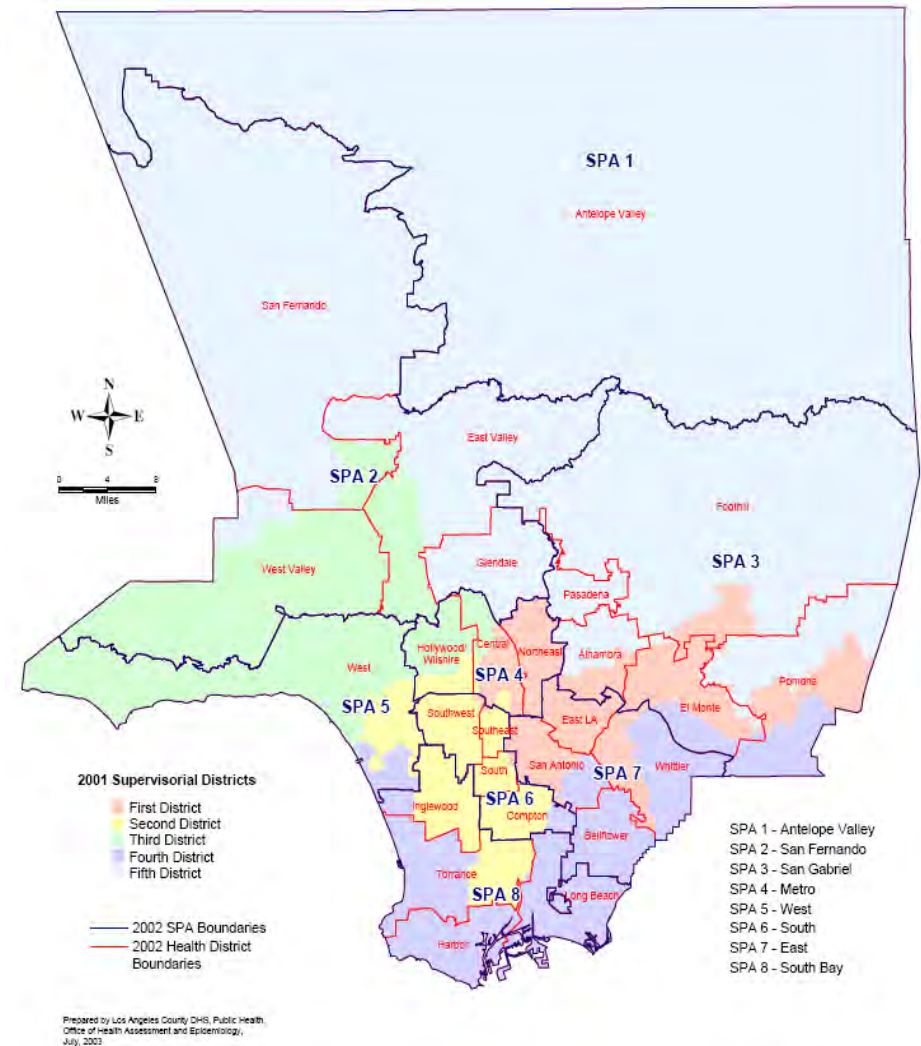 SPA 1
Antelope Valley
San Fernando
N
W E
S
East Valley
SPA 2
0 4 8
Miles
Foothill
SPA 3
Glendale
West Valley
Pasadena
Hollywood/
Wilshire
Central
Northeast
Alhambra
West
SPA 4
Pomona
El Monte
SPA 5
Southwest
East LA
Southeast
San Antonio
Whittier
SPA 7
South
2001 Supervisorial Districts
First District
Second District
Third District
Fourth District
Fifth District
Inglewood
SPA 6
Compton
Bellflower
Torrance
SPA 8
Long Beach
Harbor
SPA 1 - Antelope Valley
SPA 2 - San Fernando
SPA 3 - San Gabriel
SPA 4 - Metro
SPA 5 - West
SPA 6 - South
SPA 7 - East
SPA 8 - South Bay
2002 SPA Boundaries
2002 Health District
Boundaries
Prepared by Los Angeles County DHS, Public Health,
Office of Health Assessment and Epidemiology,
July, 2003